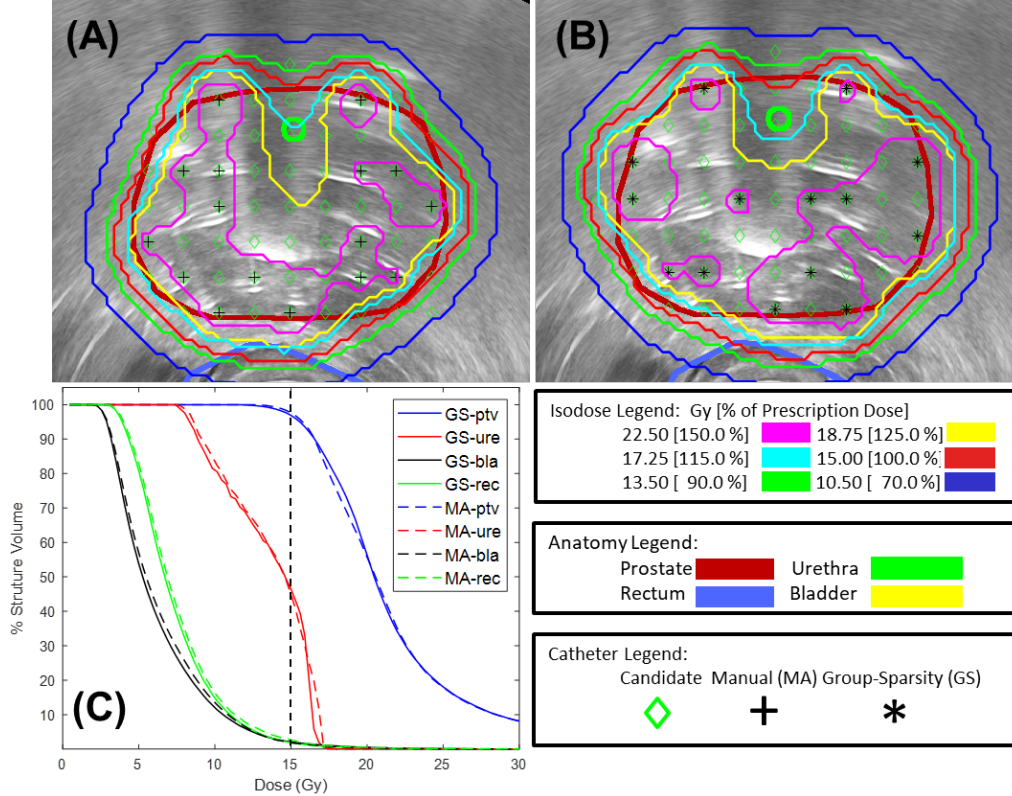 (A)
(B)
100
90
80
70
60
50
40
30
20
10
% Struture Volume
0
5
10
15
20
25
30
Dose (Gy)
(C)
GS-ptv
GS-ure
GS-bla
GS-rec
MA-ptv
MA-ure
MA-bla
MA-rec
Isodose Legend: Gy [% of Prescription Dose]
22.50 [150.0 %] 18.75 [125.0 %]
17.25 [115.0 %] 15.00 [100.0 %]
13.50 [ 90.0 %] 10.50 [ 70.0 %]
Anatomy Legend:
Prostate Urethra
Rectum Bladder
Catheter Legend:
Candidate Manual (MA) Group-Sparsity (GS)